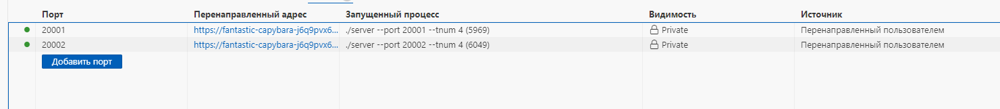 Порт Перенаправленный адрес Запущенный процесс Видимость Источник
20001 https://fantastic-capybara-j6q9pvx6... ./server --port 20001 --tnum 4 (5969) Private Перенаправленный пользователем
20002 https://fantastic-capybara-j6q9pvx6... ./server --port 20002 --tnum 4 (6049) Private Перенаправленный пользователем
Добавить порт